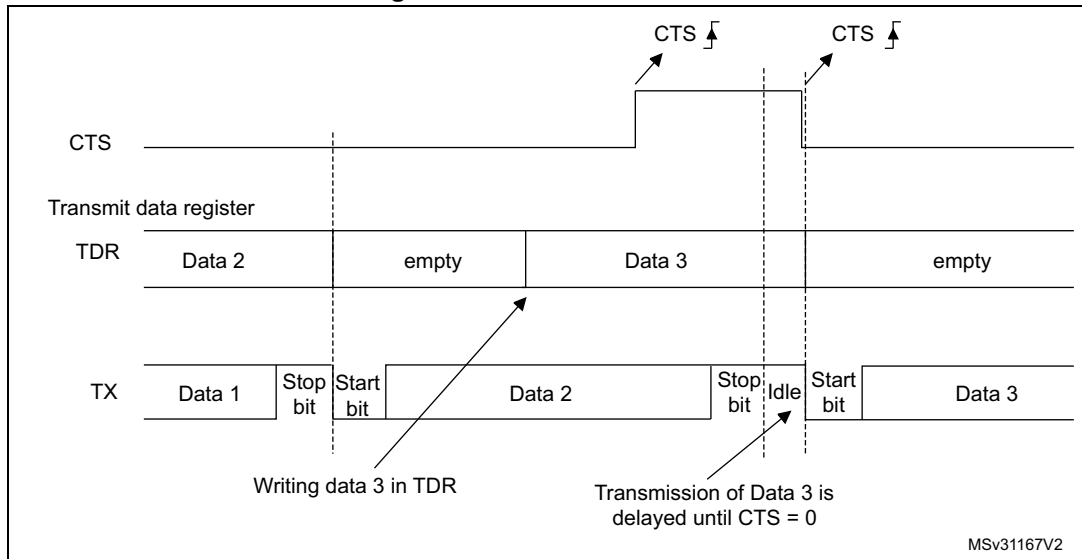 CTS
CTS
CTS
Transmit data register
TDR
Data 2
empty
Data 3
empty
TX
Data 1
Stop
bit
Start
bit
Data 2
Stop
bit
Idle
Start
bit
Data 3
Writing data 3 in TDR
Transmission of Data 3 is
delayed until CTS = 0
MSv31167V2